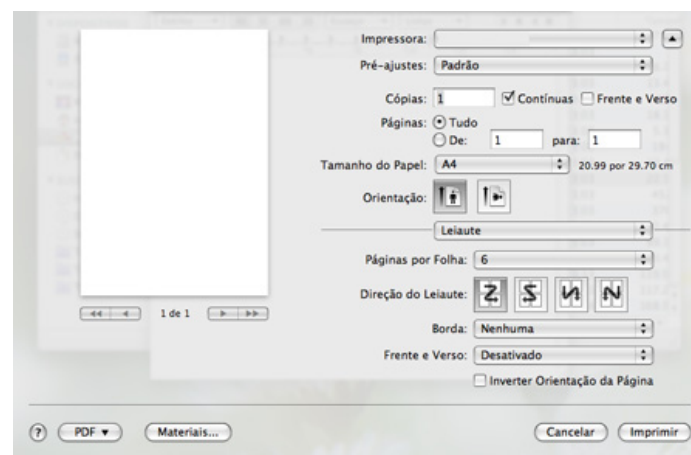 Impressora:
Pré-ajustes: Padrão
Cópias: 1 Contínuas Frente e Verso
Páginas: Tudo
De: 1 para: 1
Tamanho do Papel: A4 20.99 por 29.70 cm
Orientação:
Leiaute
Páginas por Folha: 6
Direção do Leiaute:
1 de 1
Borda: Nenhuma
Frente e Verso: Desativado
Inverter Orientação da Página
? PDF Materiais... Cancelar Imprimir